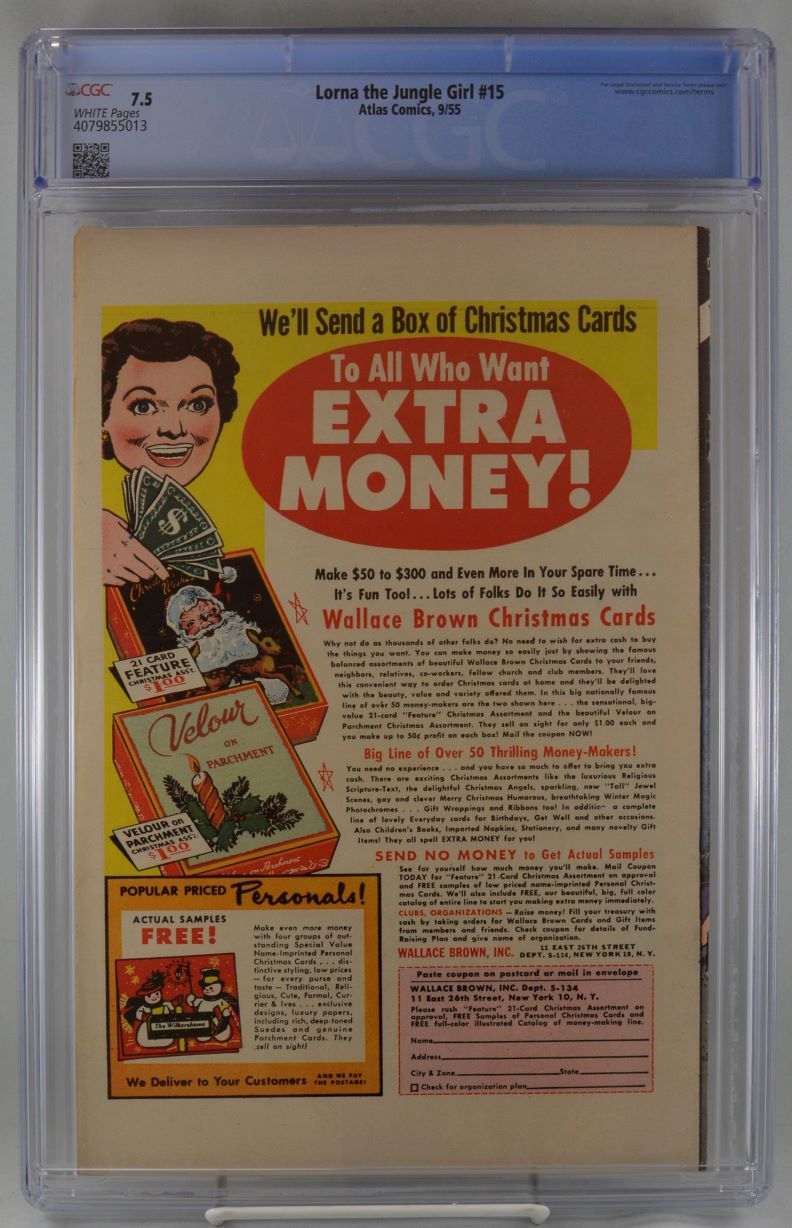 CGC 7.5
WHITE Pages
4079855013
Lorna the Jungle Girl #15
Atlas Comics, 9/55
For Legal Disclaimer and Service Terms please visit
www.cgccomics.com/terms
CGC
We'll Send a Box of Christmas Cards
To All Who Want
EXTRA
MONEY!
$
Make $50 to $300 and Even More In Your Spare Time...
It's Fun Too!...Lots of Folks Do It So Easily with
Wallace Brown Christmas Cards
Why not do as thousands of other folks do? No need to wish for extra cash to buy
the things you want. You can make money so easily just by showing the famous
balanced assortments of beautiful Wallace Brown Christmas Cards to your friends,
neighbors, relatives, co-workers, fellow church and club members. They'll love
this convenient way to order Christmas cards at home and they'll be delighted
with the beauty, value and variety offered them. In this big nationally famous
line of over 50 money-makers are the two shown here . . . the sensational, big-
value 21-card "Feature" Christmas Assortment and the beautiful Velour on
Parchment Christmas Assortment. They sell on sight for only $1.00 each and
you make up to 50¢ profit on each box! Mail the coupon NOW!
Big Line of Over 50 Thrilling Money-Makers!
You need no experience . . . and you have so much to offer to bring you extra
cash. There are exciting Christmas Assortments like the luxurious Religious
Scripture-Text, the delightful Christmas Angels, sparkling, new "Tall" Jewel
Scenes, gay and clever Merry Christmas Humorous, breathtaking Winter Magic
Photochromes . . . Gift Wrappings and Ribbons too! In additio- a complete
line of lovely Everyday cards for Birthdays, Get Well and other occasions.
Also Children's Books, Imported Napkins, Stationery, and many novelty Gift
Items! They all spell EXTRA MONEY for you!
SEND NO MONEY to Get Actual Samples
See for yourself how much money you'll make. Mail Coupon
TODAY for "Feature" 21-Card Christmas Assortment on approval
and FREE samples of low priced name-imprinted Personal Christ-
mas Cards. We'll also include FREE, our beautiful, big, full color
catalog of entire line to start you making extra money immediately.
CLUBS, ORGANIZATIONS — Raise money! Fill your treasury with
cash by taking orders for Wallace Brown Cards and Gift Items
from members and friends. Check coupon for details of Fund-
Raising Plan and give name of organization.
WALLACE BROWN, INC. 11 EAST 26TH STREET
DEPT. S-134, NEW YORK 10, N. Y.
Christmas Wishes
21 CARD
FEATURE
CHRISTMAS ASS'T.
$1.00
Velour
ON
PARCHMENT
VELOUR on
PARCHMENT
CHRISTMAS ASS'T.
$1.00
on Parchment
POPULAR PRICED Personals!
ACTUAL SAMPLES
FREE!
The Wilkershams
Make even more money
with four groups of out-
standing Special Value
Name-Imprinted Personal
Christmas Cards . . . dis-
tinctive styling, low prices
—for every purse and
taste — Traditional, Reli-
gious, Cute, Formal, Cur-
rier & Ives . . . exclusive
designs, luxury papers,
including rich, deep-toned
Suedes and genuine
Parchment Cards. They
sell on sight!
We Deliver to Your Customers AND WE PAY
THE POSTAGE!
Paste coupon on postcard or mail in envelope
WALLACE BROWN, INC. Dept. S-134
11 East 26th Street, New York 10, N. Y.
Please rush "Feature" 21-Card Christmas Assortment on
approval, FREE Samples of Personal Christmas Cards and
FREE full-color illustrated Catalog of money-making line.
Name
Address
City & Zone State
Check for organization plan